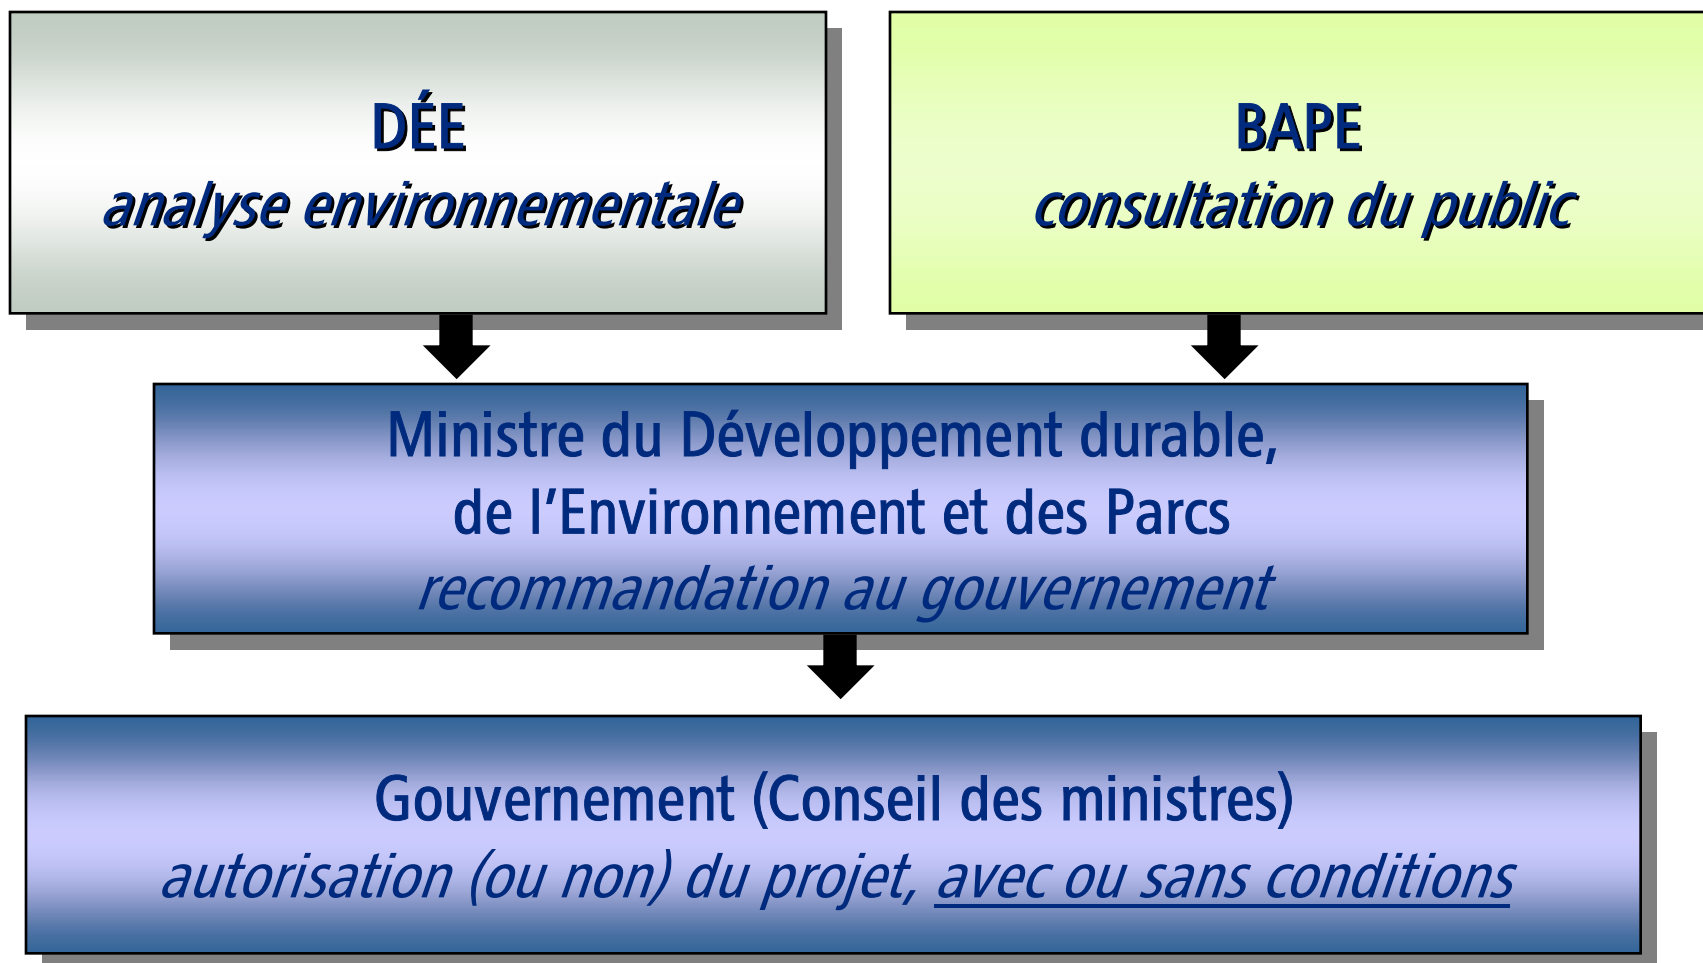 DÉE
analyse environnementale
BAPE
consultation du public
Ministre du Développement durable,
de l’Environnement et des Parcs
recommandation au gouvernement
Gouvernement (Conseil des ministres)
autorisation (ou non) du projet, avec ou sans conditions